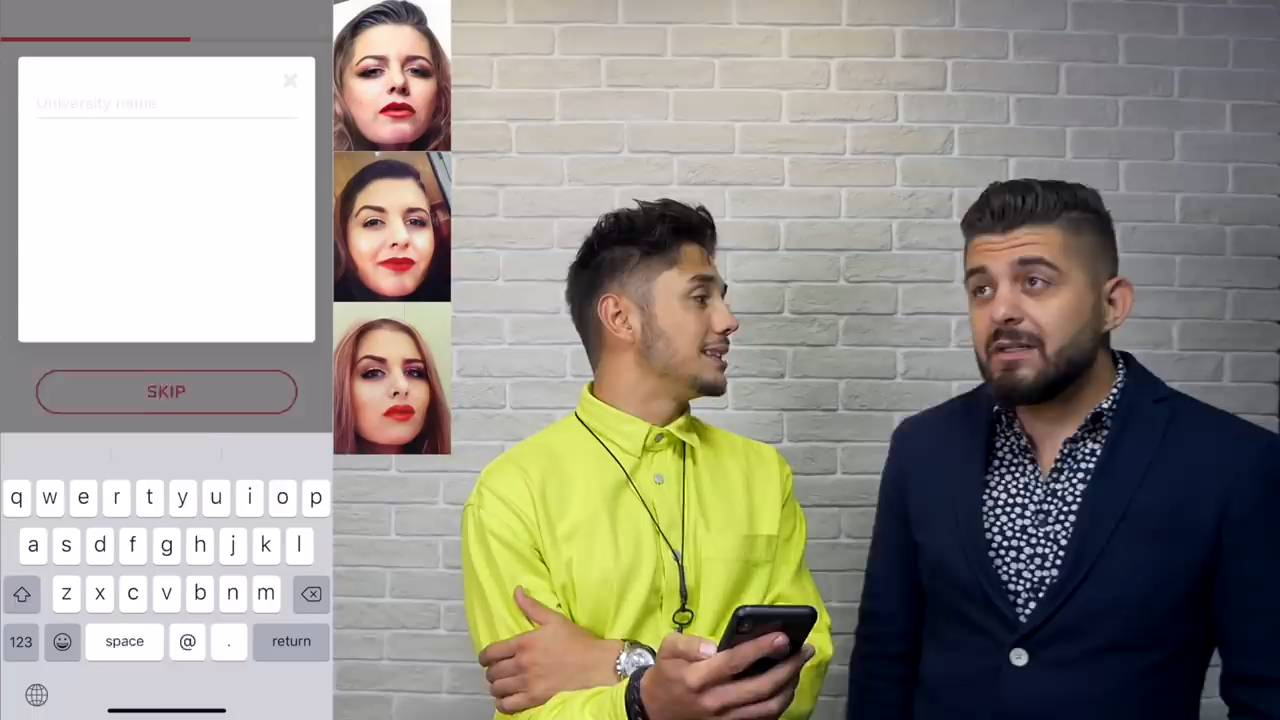 University name
SKIP
q w e r t y u i o p
a s d f g h j k l
z x c v b n m
123 space @ . return